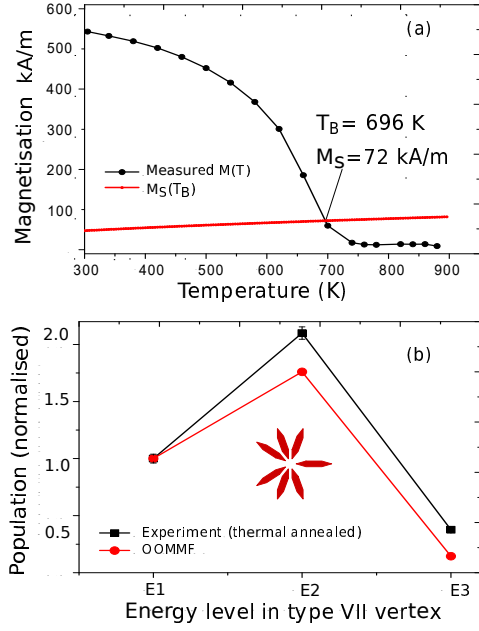 600
(a)
500
400
300
200
100
T_B= 696 K
M_S=72 kA/m
Measured M(T)
M_S(T_B)
Magnetisation kA/m
300 400 500 600 700 800 900
Temperature (K)
2.0
(b)
1.5
1.0
0.5
Population (normalised)
Experiment (thermal annealed)
OOMMF
E1 E2 E3
Energy level in type VII vertex